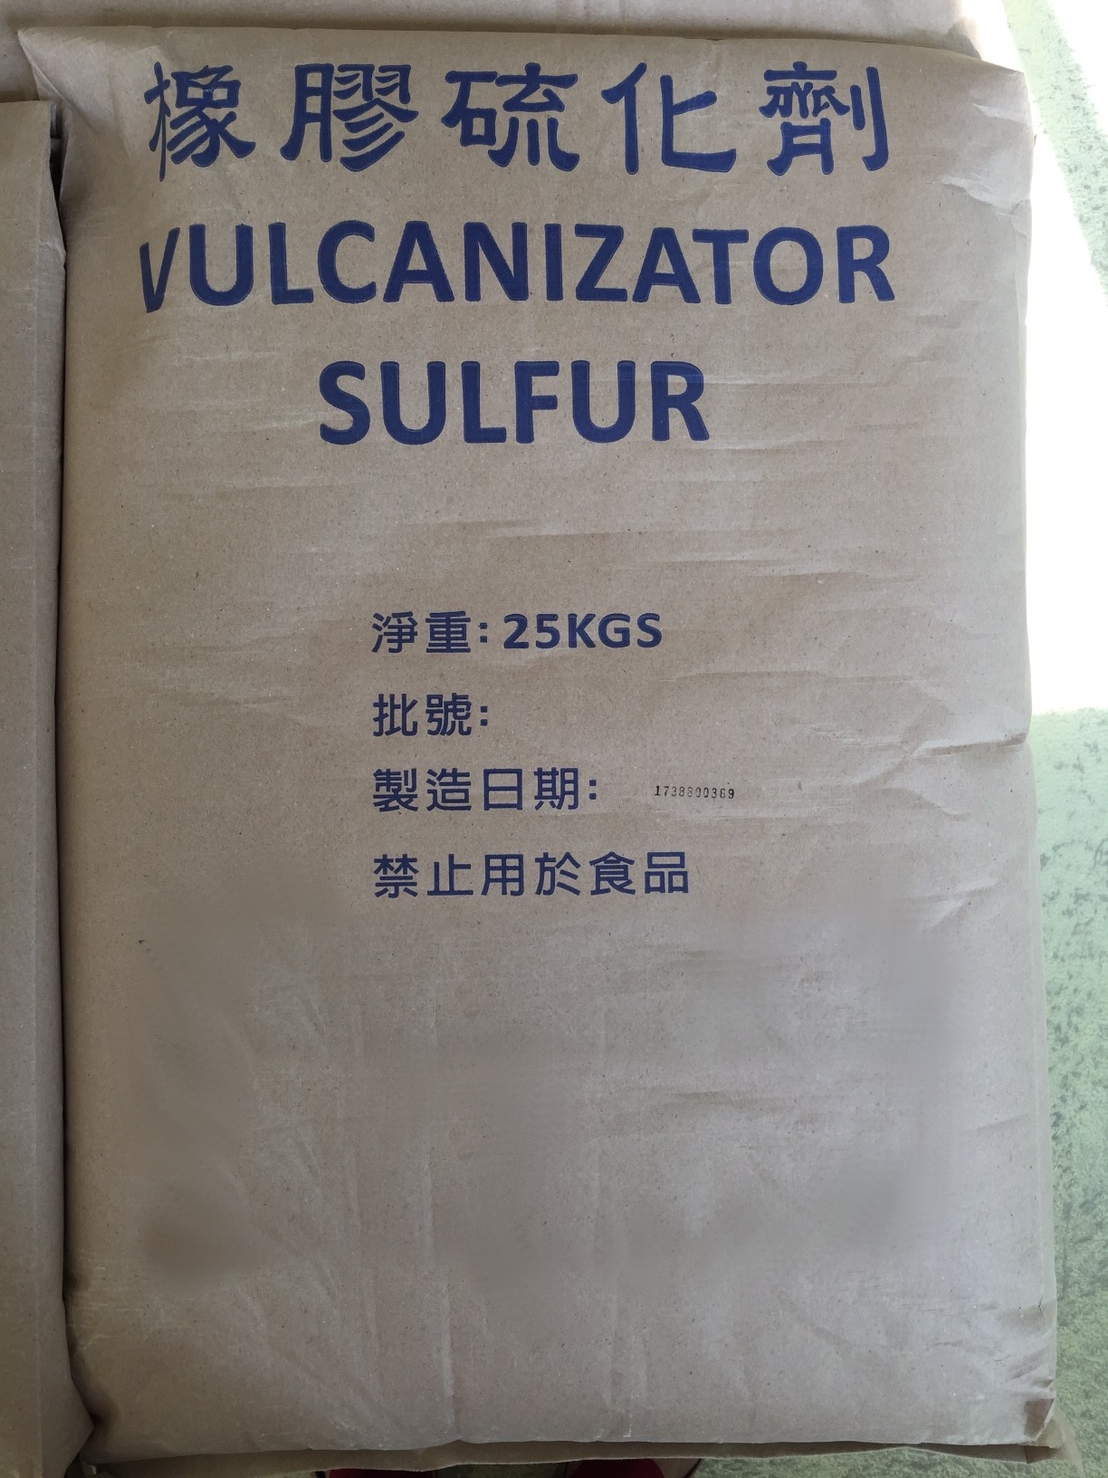 橡膠硫化劑
VULCANIZATOR
SULFUR
淨重: 25KGS
批號:
製造日期: 1738800369
禁止用於食品